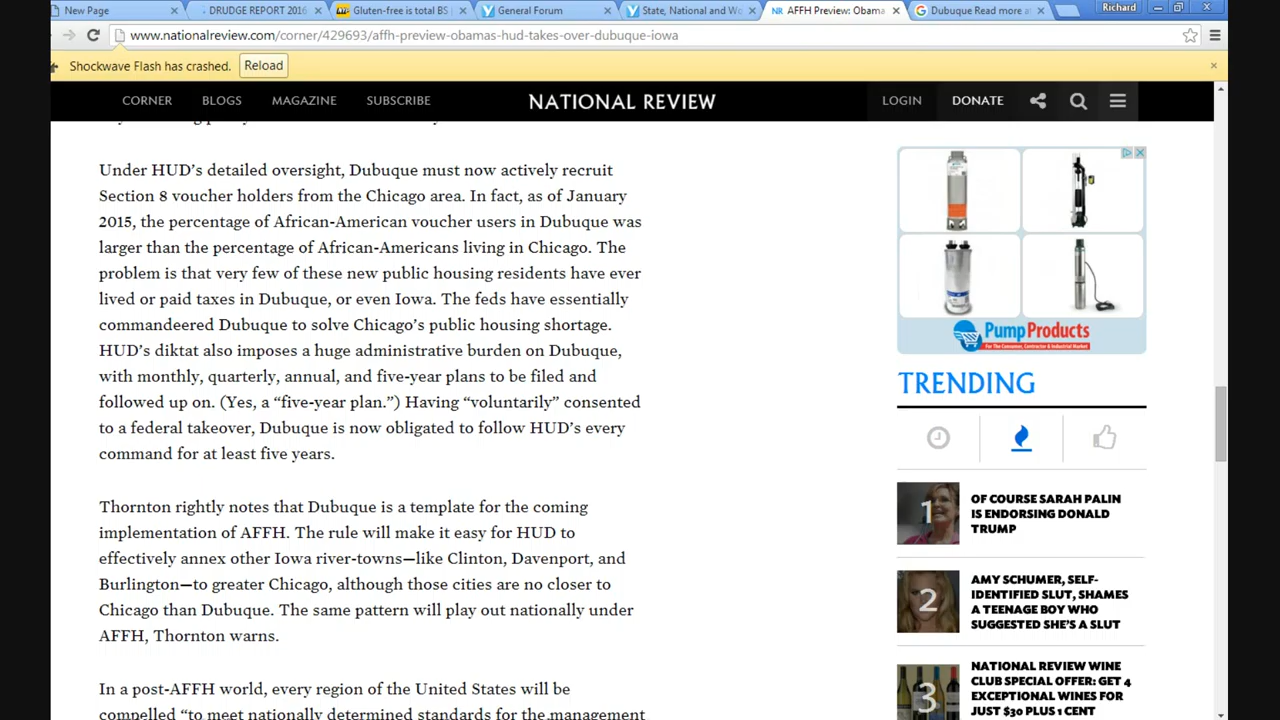 New Page
DRUDGE REPORT 2016
Gluten-free is total BS
General Forum
State, National and Wo
AFFH Preview: Obama
Dubuque Read more a
Richard
www.nationalreview.com/corner/429693/affh-preview-obamas-hud-takes-over-dubuque-iowa
Shockwave Flash has crashed. Reload
CORNER BLOGS MAGAZINE SUBSCRIBE
NATIONAL REVIEW
LOGIN DONATE
Under HUD’s detailed oversight, Dubuque must now actively recruit
Section 8 voucher holders from the Chicago area. In fact, as of January
2015, the percentage of African-American voucher users in Dubuque was
larger than the percentage of African-Americans living in Chicago. The
problem is that very few of these new public housing residents have ever
lived or paid taxes in Dubuque, or even Iowa. The feds have essentially
commandeered Dubuque to solve Chicago’s public housing shortage.
HUD’s diktat also imposes a huge administrative burden on Dubuque,
with monthly, quarterly, annual, and five-year plans to be filed and
followed up on. (Yes, a “five-year plan.”) Having “voluntarily” consented
to a federal takeover, Dubuque is now obligated to follow HUD’s every
command for at least five years.
Thornton rightly notes that Dubuque is a template for the coming
implementation of AFFH. The rule will make it easy for HUD to
effectively annex other Iowa river-towns—like Clinton, Davenport, and
Burlington—to greater Chicago, although those cities are no closer to
Chicago than Dubuque. The same pattern will play out nationally under
AFFH, Thornton warns.
In a post-AFFH world, every region of the United States will be
compelled “to meet nationally determined standards for the management
PumpProducts
For The Consumer, Contractor & Industrial Market
TRENDING
1
OF COURSE SARAH PALIN
IS ENDORSING DONALD
TRUMP
2
AMY SCHUMER, SELF-
IDENTIFIED SLUT, SHAMES
A TEENAGE BOY WHO
SUGGESTED SHE’S A SLUT
3
NATIONAL REVIEW WINE
CLUB SPECIAL OFFER: GET 4
EXCEPTIONAL WINES FOR
JUST $30 PLUS 1 CENT